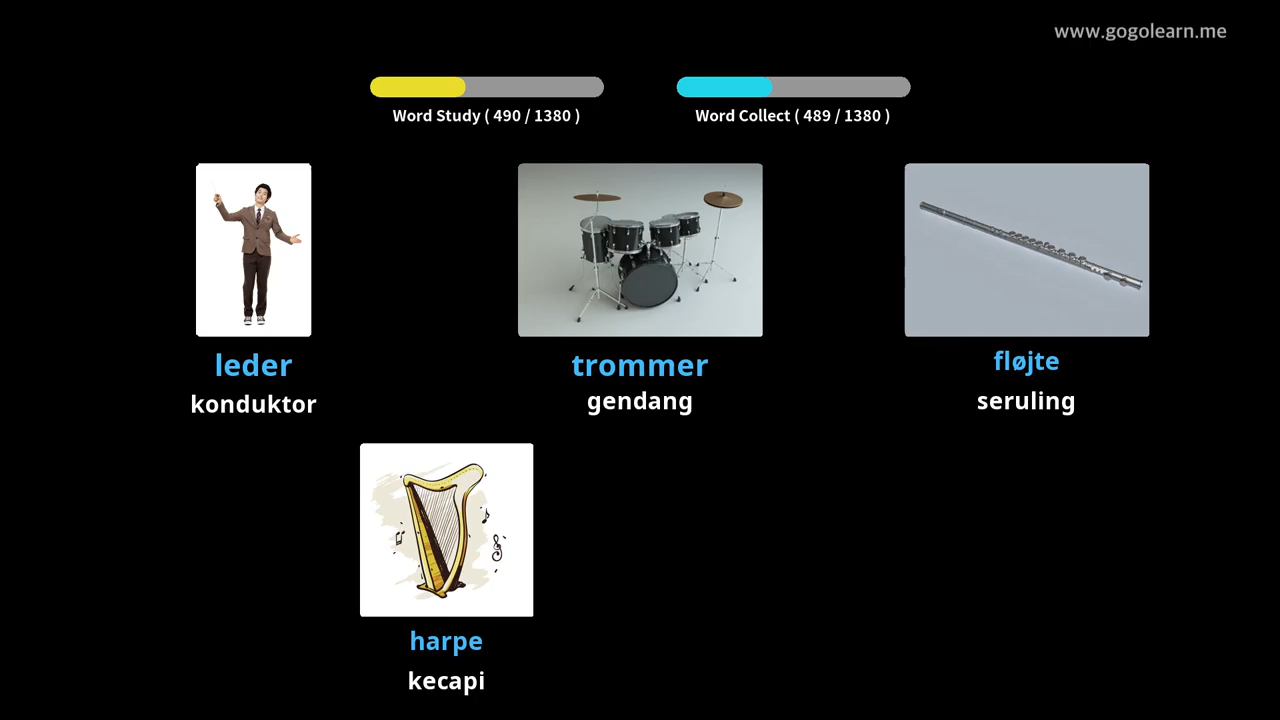 www.gogolearn.me
Word Study ( 490 / 1380 )
Word Collect ( 489 / 1380 )
leder
konduktor
trommer
gendang
fløjte
seruling
harpe
kecapi